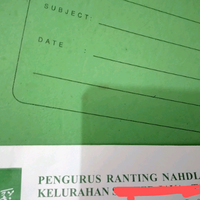 SUBJECT:
DATE :
PENGURUS RANTING NAHDL
KELURAHAN S